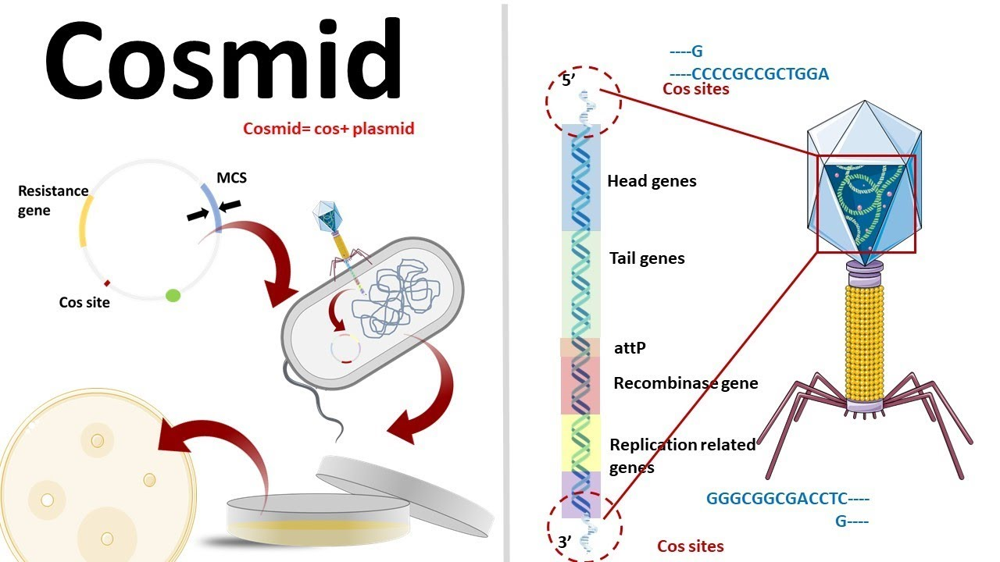 Cosmid
Cosmid= cos+ plasmid
Resistance
gene
MCS
Cos site
----G
----CCCCGCCGCTGGA
Cos sites
5’
Head genes
Tail genes
attP
Recombinase gene
Replication related
genes
GGGCGGCGACCTC----
G----
3’
Cos sites